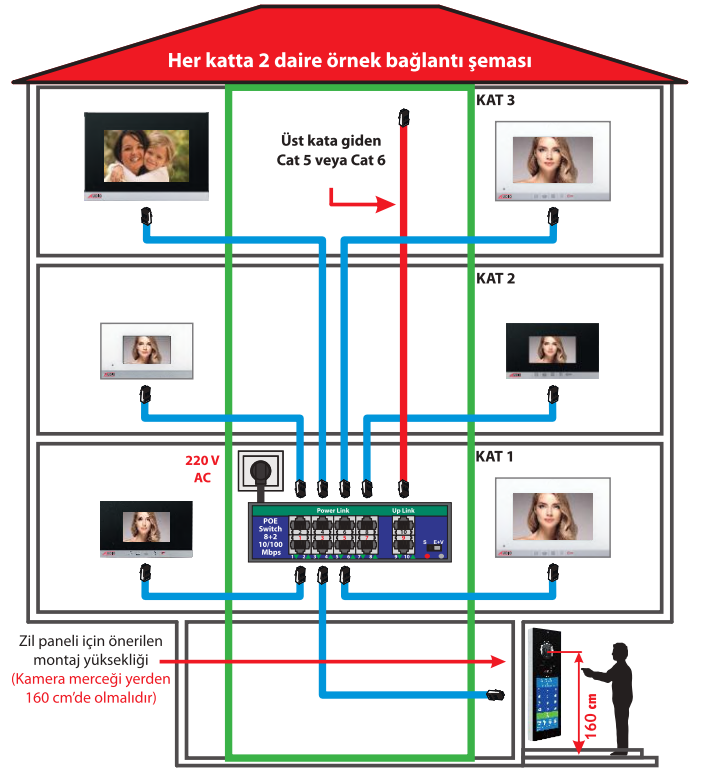 Her katta 2 daire örnek bağlantı şeması
KAT 3
Üst kata giden
Cat 5 veya Cat 6
KAT 2
KAT 1
220 V
AC
Power Link
Up Link
POE
Switch
8+2
10/100
Mbps
S E+V
Zil paneli için önerilen
montaj yüksekliği
(Kamera merceği yerden
160 cm'de olmalıdır)
160 cm